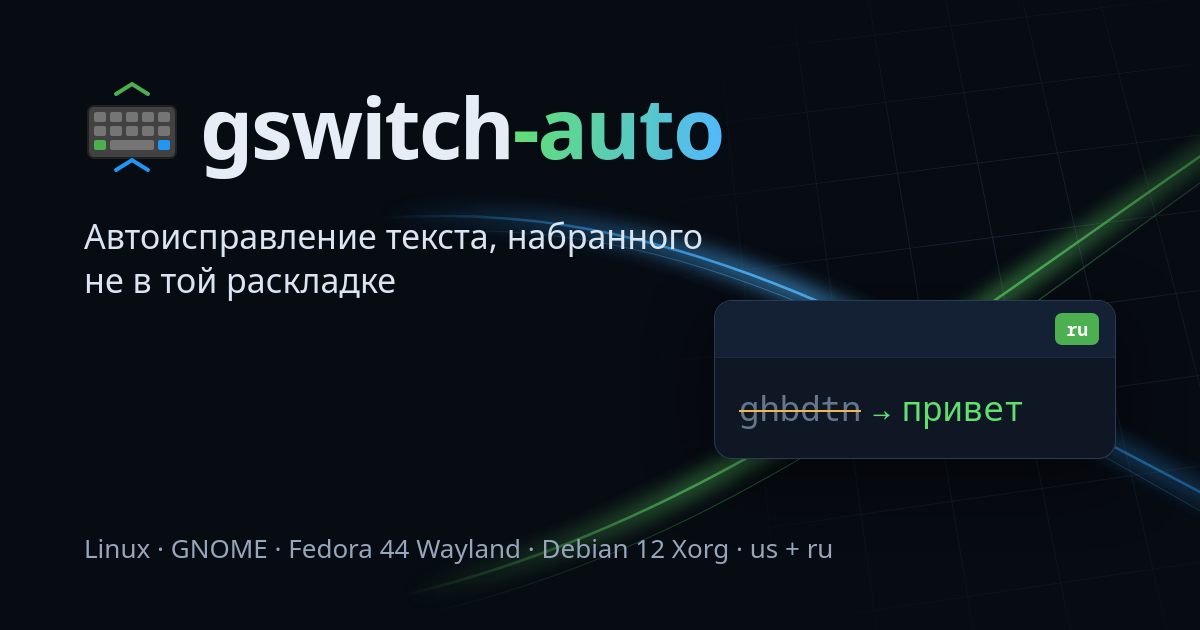 gswitch-auto
Автоисправление текста, набранного
не в той раскладке
ru
ghbdtn → привет
Linux · GNOME · Fedora 44 Wayland · Debian 12 Xorg · us + ru